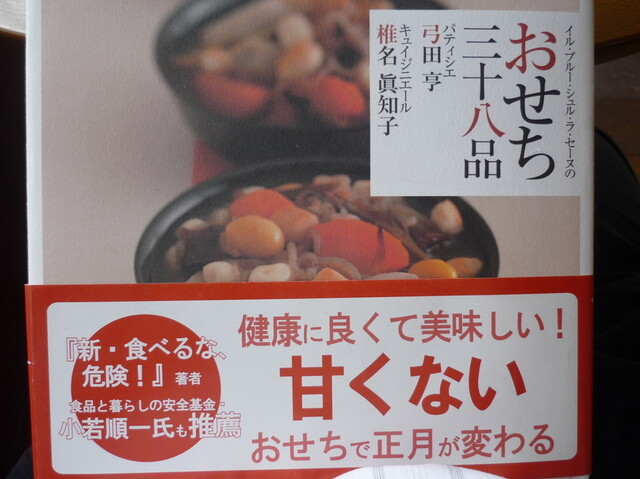 イル・プルー・シュル・ラ・セーヌの
おせち
三十八品
パティシエ
弓田 亨
キュイジニエール
椎名 眞知子
『新・食べるな、
危険！』著者
食品と暮らしの安全基金・
小若順一氏も推薦
健康に良くて美味しい！
甘くない
おせちで正月が変わる